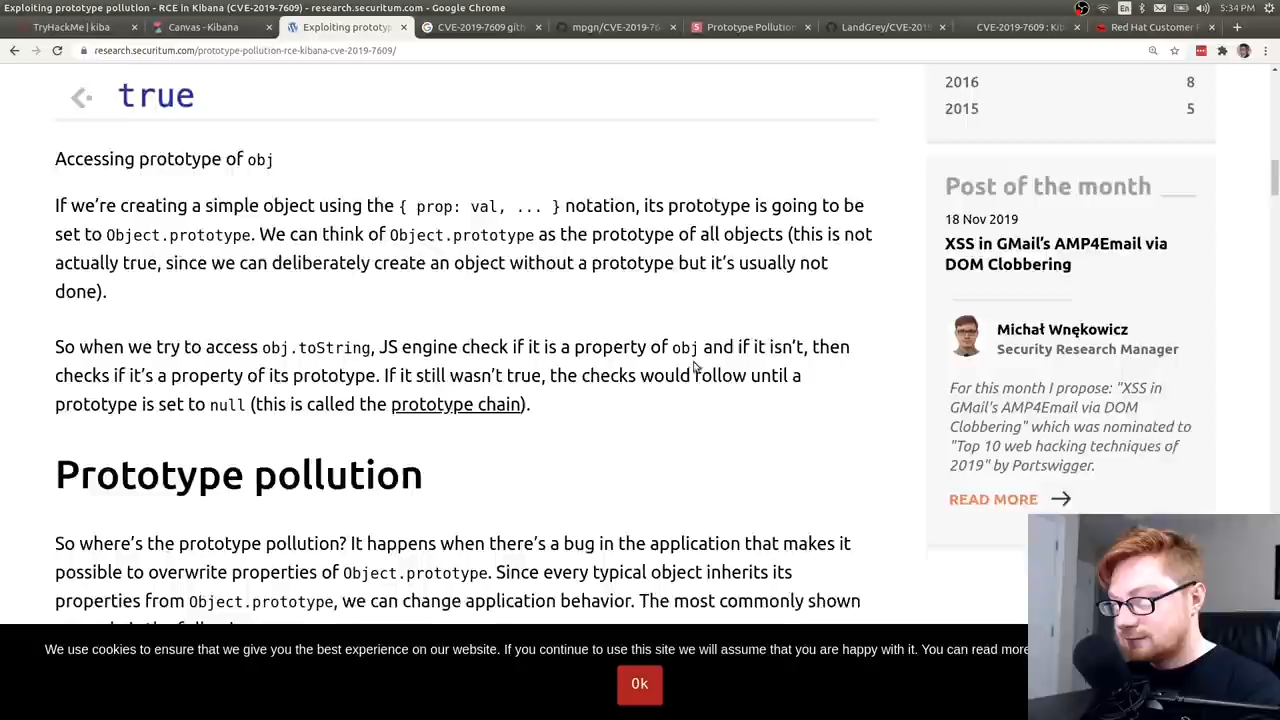 Exploiting prototype pollution - RCE in Kibana (CVE-2019-7609) - research.securitum.com - Google Chrome
En
5:34 PM
TryHackMe | kiba
Canvas - Kibana
Exploiting prototyp
CVE-2019-7609 gith
mpgn/CVE-2019-76
Prototype Pollution
LandGrey/CVE-2019
CVE-2019-7609 : Ki
Red Hat Customer P
research.securitum.com/prototype-pollution-rce-kibana-cve-2019-7609/
true
2016 8
2015 5
Accessing prototype of obj
If we’re creating a simple object using the { prop: val, ... } notation, its prototype is going to be
set to Object.prototype. We can think of Object.prototype as the prototype of all objects (this is not
actually true, since we can deliberately create an object without a prototype but it’s usually not
done).
So when we try to access obj.toString, JS engine check if it is a property of obj and if it isn’t, then
checks if it’s a property of its prototype. If it still wasn’t true, the checks would follow until a
prototype is set to null (this is called the prototype chain).
Prototype pollution
So where’s the prototype pollution? It happens when there’s a bug in the application that makes it
possible to overwrite properties of Object.prototype. Since every typical object inherits its
properties from Object.prototype, we can change application behavior. The most commonly shown
Post of the month
18 Nov 2019
XSS in GMail’s AMP4Email via
DOM Clobbering
Michał Wnękowicz
Security Research Manager
For this month I propose: "XSS in
GMail's AMP4Email via DOM
Clobbering" which was nominated to
"Top 10 web hacking techniques of
2019" by Portswigger.
READ MORE
We use cookies to ensure that we give you the best experience on our website. If you continue to use this site we will assume that you are happy with it. You can read more
Ok